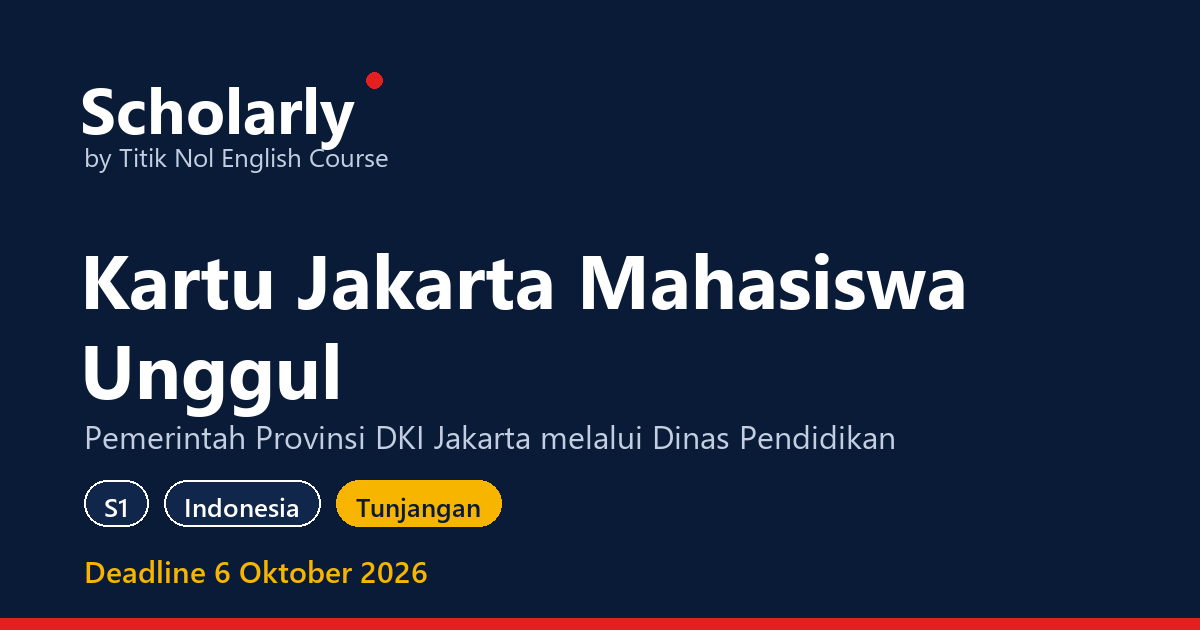 Scholarly
by Titik Nol English Course
Kartu Jakarta Mahasiswa
Unggul
Pemerintah Provinsi DKI Jakarta melalui Dinas Pendidikan
S1 Indonesia Tunjangan
Deadline 6 Oktober 2026